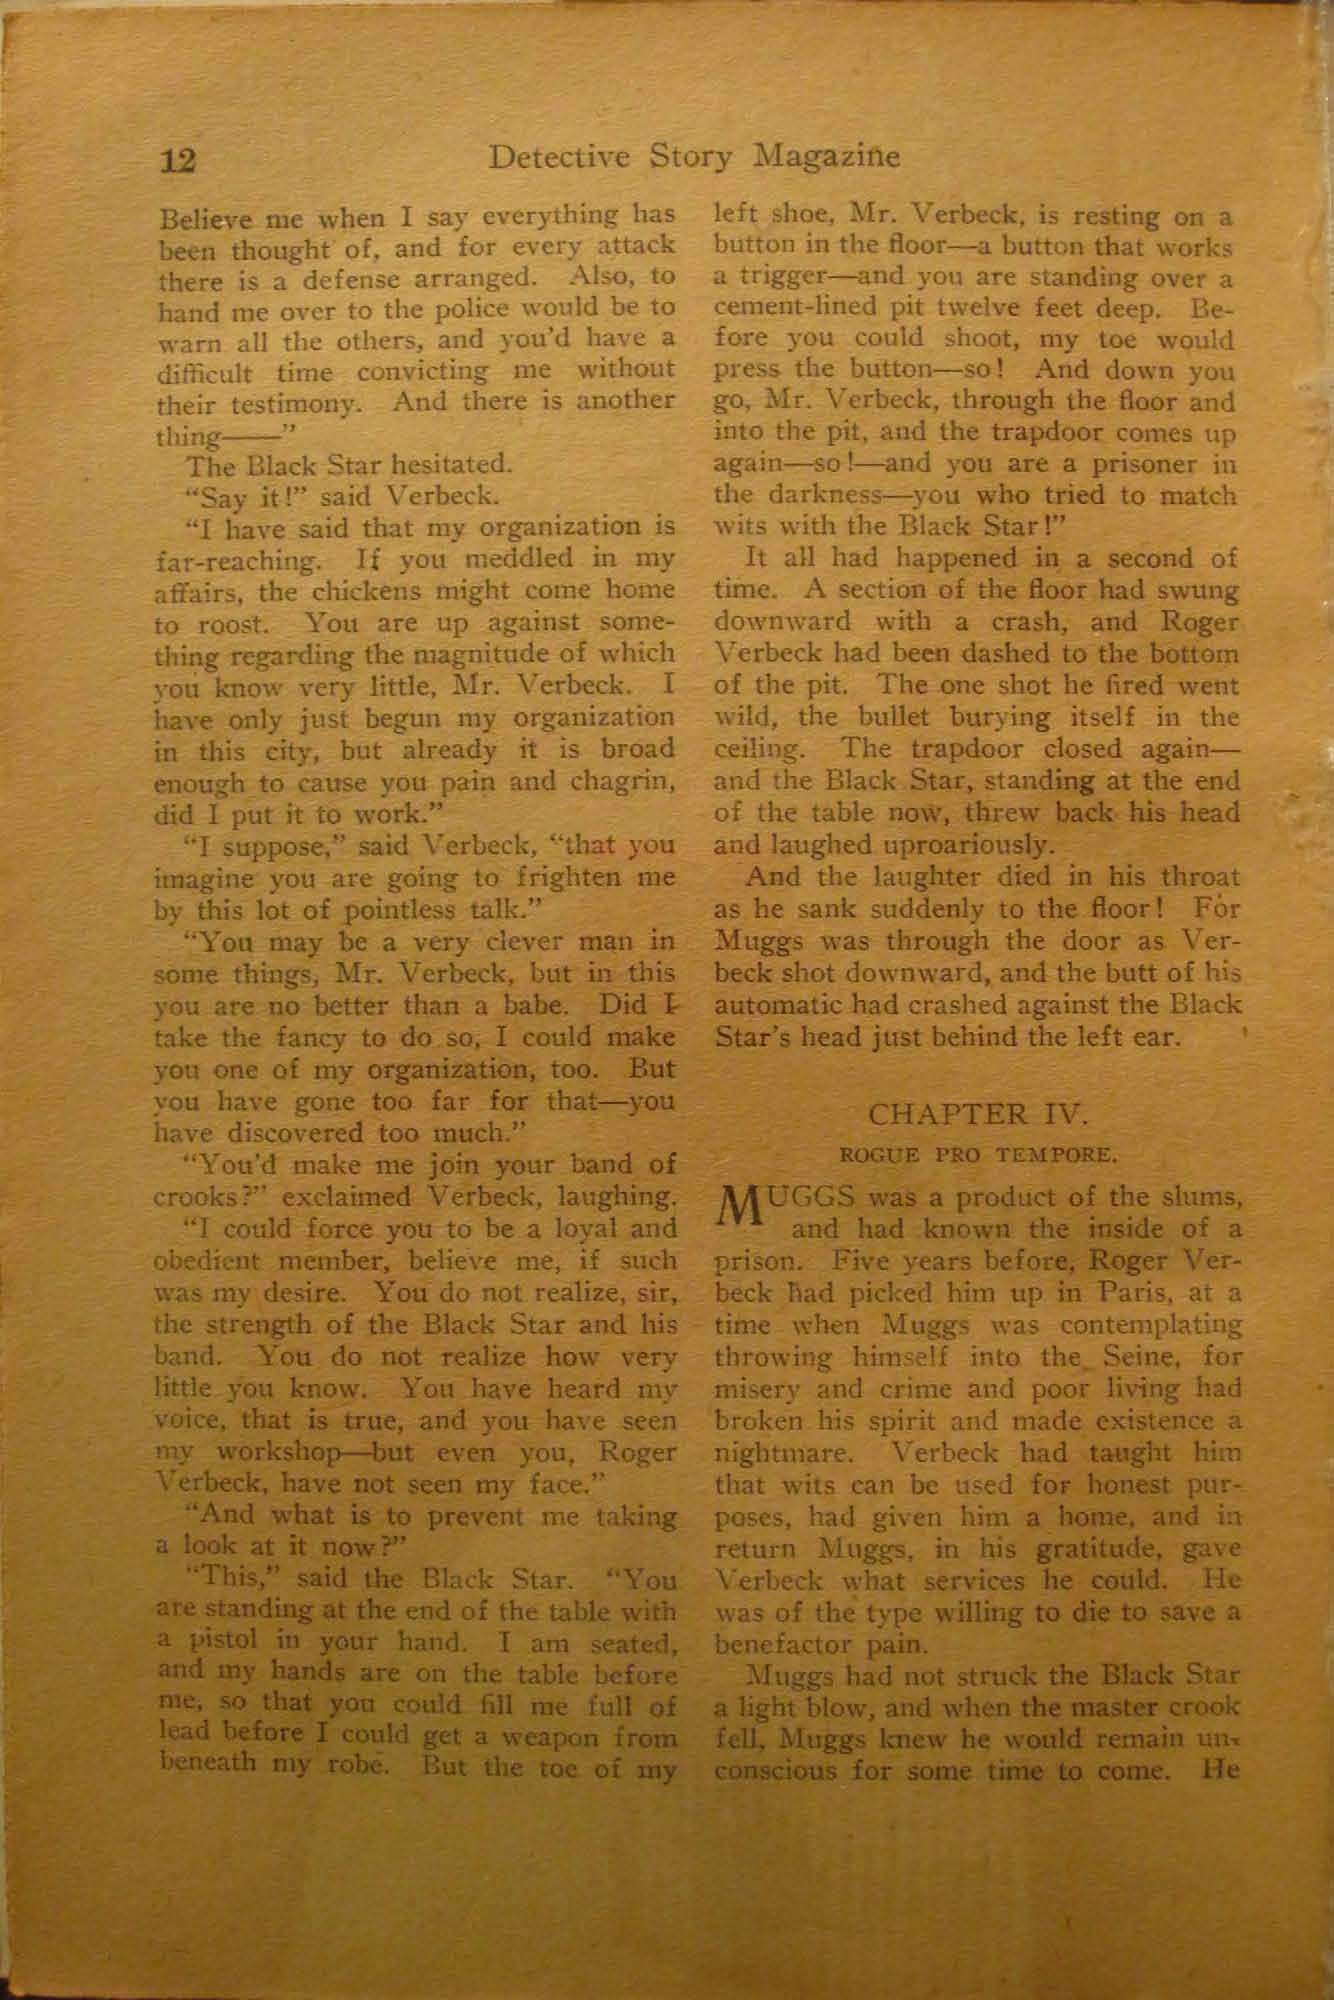 12
Detective Story Magazine
Believe me when I say everything has
been thought of, and for every attack
there is a defense arranged. Also, to
hand me over to the police would be to
warn all the others, and you'd have a
difficult time convicting me without
their testimony. And there is another
thing——"
The Black Star hesitated.
"Say it!" said Verbeck.
"I have said that my organization is
far-reaching. If you meddled in my
affairs, the chickens might come home
to roost. You are up against some-
thing regarding the magnitude of which
you know very little, Mr. Verbeck. I
have only just begun my organization
in this city, but already it is broad
enough to cause you pain and chagrin,
did I put it to work."
"I suppose," said Verbeck, "that you
imagine you are going to frighten me
by this lot of pointless talk."
"You may be a very clever man in
some things, Mr. Verbeck, but in this
you are no better than a babe. Did I
take the fancy to do so, I could make
you one of my organization, too. But
you have gone too far for that—you
have discovered too much."
"You'd make me join your band of
crooks?" exclaimed Verbeck, laughing.
"I could force you to be a loyal and
obedient member, believe me, if such
was my desire. You do not realize, sir,
the strength of the Black Star and his
band. You do not realize how very
little you know. You have heard my
voice, that is true, and you have seen
my workshop—but even you, Roger
Verbeck, have not seen my face."
"And what is to prevent me taking
a look at it now?"
"This," said the Black Star. "You
are standing at the end of the table with
a pistol in your hand. I am seated,
and my hands are on the table before
me, so that you could fill me full of
lead before I could get a weapon from
beneath my robe. But the toe of my
left shoe, Mr. Verbeck, is resting on a
button in the floor—a button that works
a trigger—and you are standing over a
cement-lined pit twelve feet deep. Be-
fore you could shoot, my toe would
press the button—so! And down you
go, Mr. Verbeck, through the floor and
into the pit, and the trapdoor comes up
again—so!—and you are a prisoner in
the darkness—you who tried to match
wits with the Black Star!"
It all had happened in a second of
time. A section of the floor had swung
downward with a crash, and Roger
Verbeck had been dashed to the bottom
of the pit. The one shot he fired went
wild, the bullet burying itself in the
ceiling. The trapdoor closed again—
and the Black Star, standing at the end
of the table now, threw back his head
and laughed uproariously.
And the laughter died in his throat
as he sank suddenly to the floor! For
Muggs was through the door as Ver-
beck shot downward, and the butt of his
automatic had crashed against the Black
Star's head just behind the left ear.
CHAPTER IV.
ROGUE PRO TEMPORE.
MUGGS was a product of the slums,
and had known the inside of a
prison. Five years before, Roger Ver-
beck had picked him up in Paris, at a
time when Muggs was contemplating
throwing himself into the Seine, for
misery and crime and poor living had
broken his spirit and made existence a
nightmare. Verbeck had taught him
that wits can be used for honest pur-
poses, had given him a home, and in
return Muggs, in his gratitude, gave
Verbeck what services he could. He
was of the type willing to die to save a
benefactor pain.
Muggs had not struck the Black Star
a light blow, and when the master crook
fell, Muggs knew he would remain un-
conscious for some time to come. He